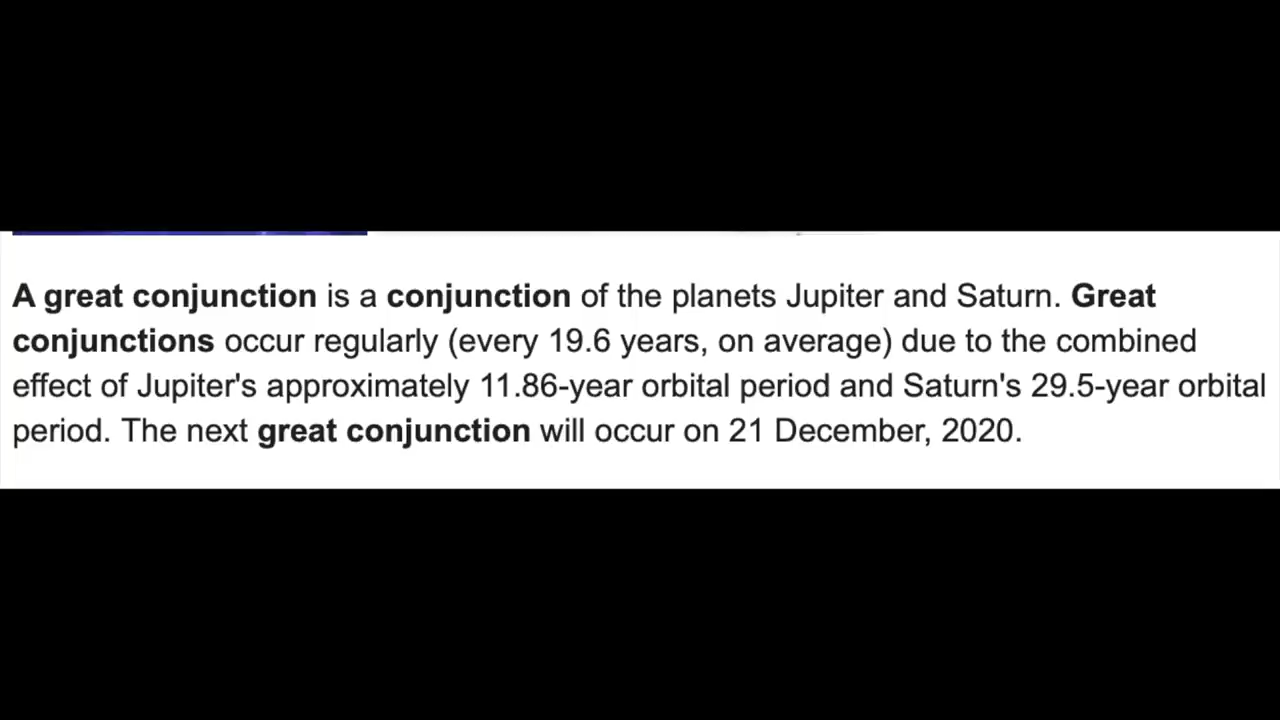 A great conjunction is a conjunction of the planets Jupiter and Saturn. Great
conjunctions occur regularly (every 19.6 years, on average) due to the combined
effect of Jupiter's approximately 11.86-year orbital period and Saturn's 29.5-year orbital
period. The next great conjunction will occur on 21 December, 2020.